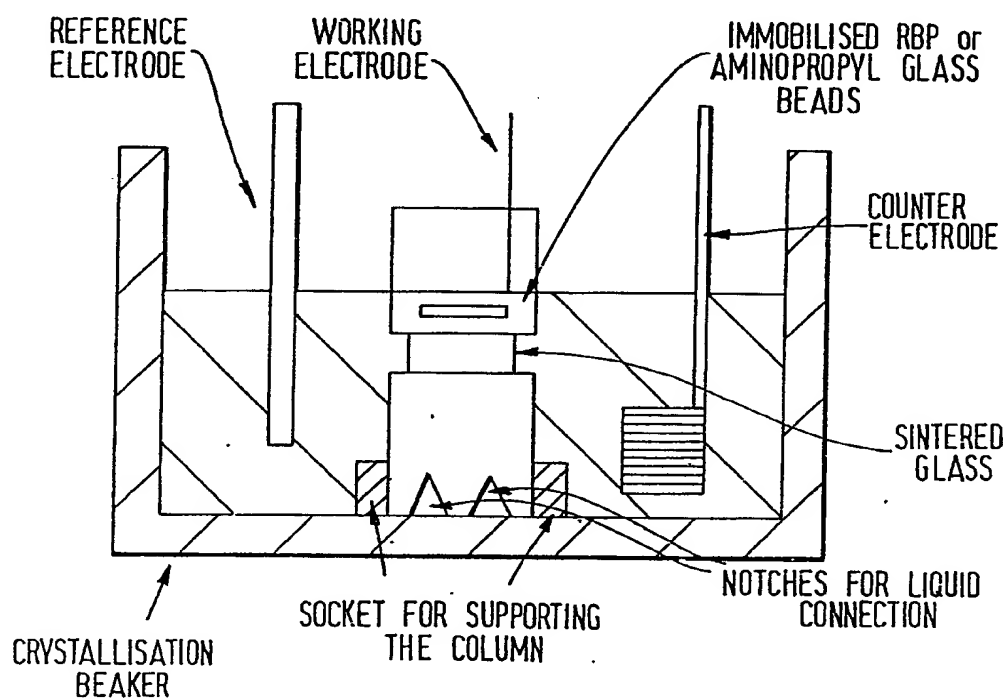 REFERENCE
ELECTRODE
WORKING
ELECTRODE
IMMOBILISED RBP or
AMINOPROPYL GLASS
BEADS
COUNTER
ELECTRODE
SINTERED
GLASS
NOTCHES FOR LIQUID
CONNECTION
SOCKET FOR SUPPORTING
THE COLUMN
CRYSTALLISATION
BEAKER